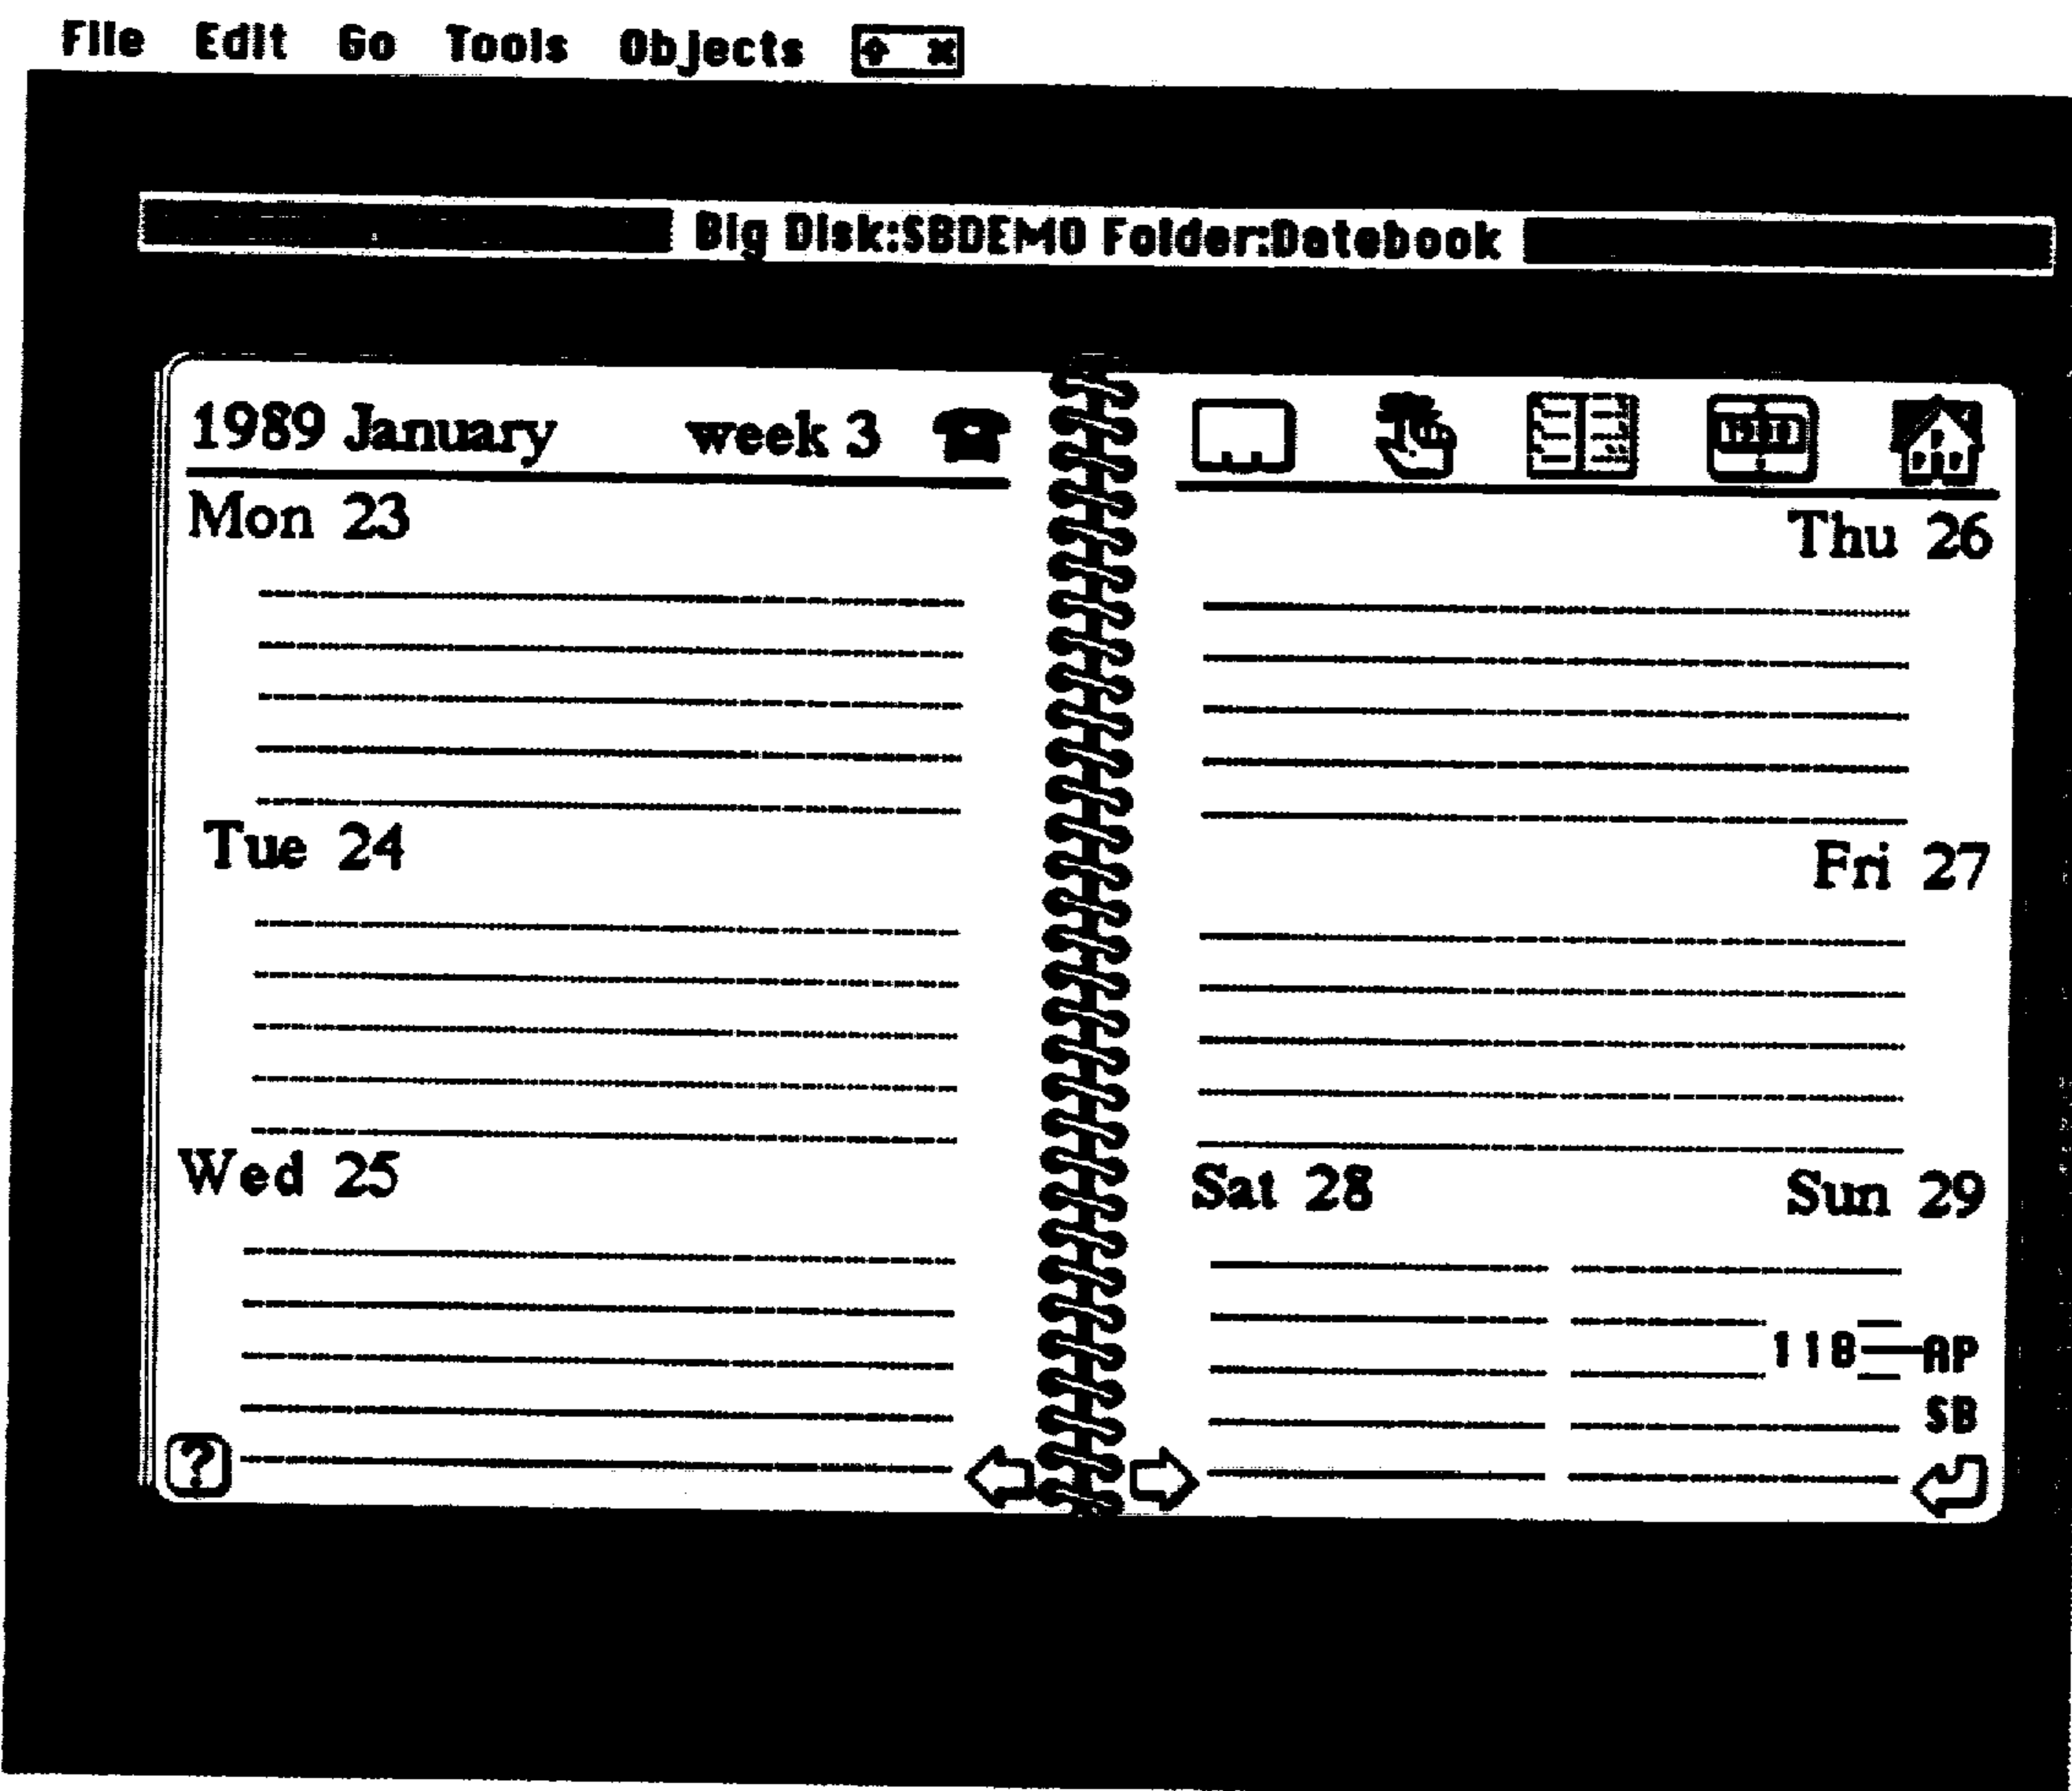 File Edit Go Tools Objects
Big Disk:SBDEMO Folder:Datebook
1989 January week 3
Mon 23
Thu 26
Tue 24
Fri 27
Wed 25
Sat 28 Sun 29
118 AP
SB
?